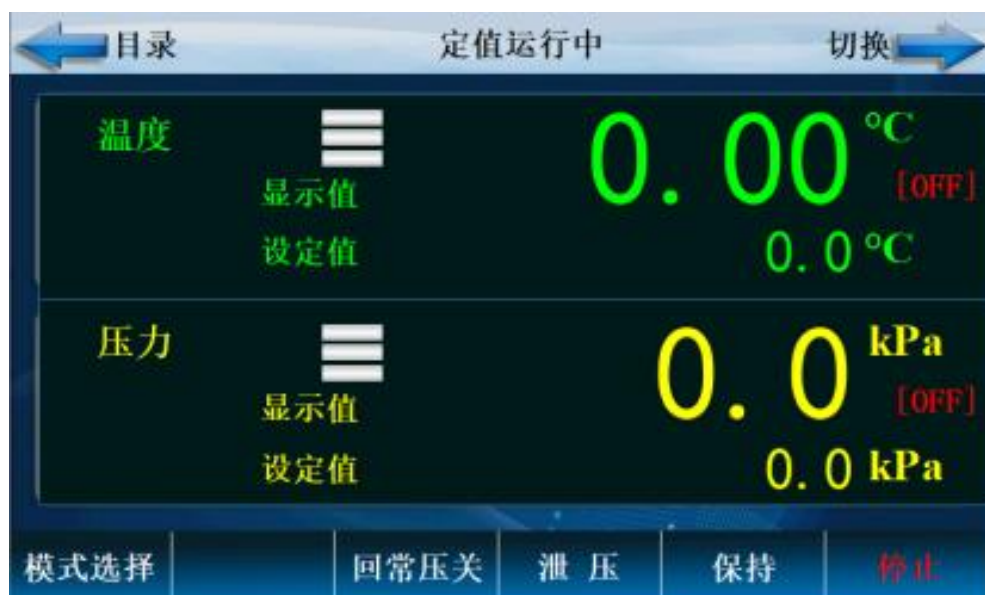 目录 定值运行中 切换
温度 0.00 ℃
[OFF]
显示值
设定值 0.0 ℃
压力 0.0 kPa
[OFF]
显示值
设定值 0.0 kPa
模式选择 回常压关 泄压 保持 停止